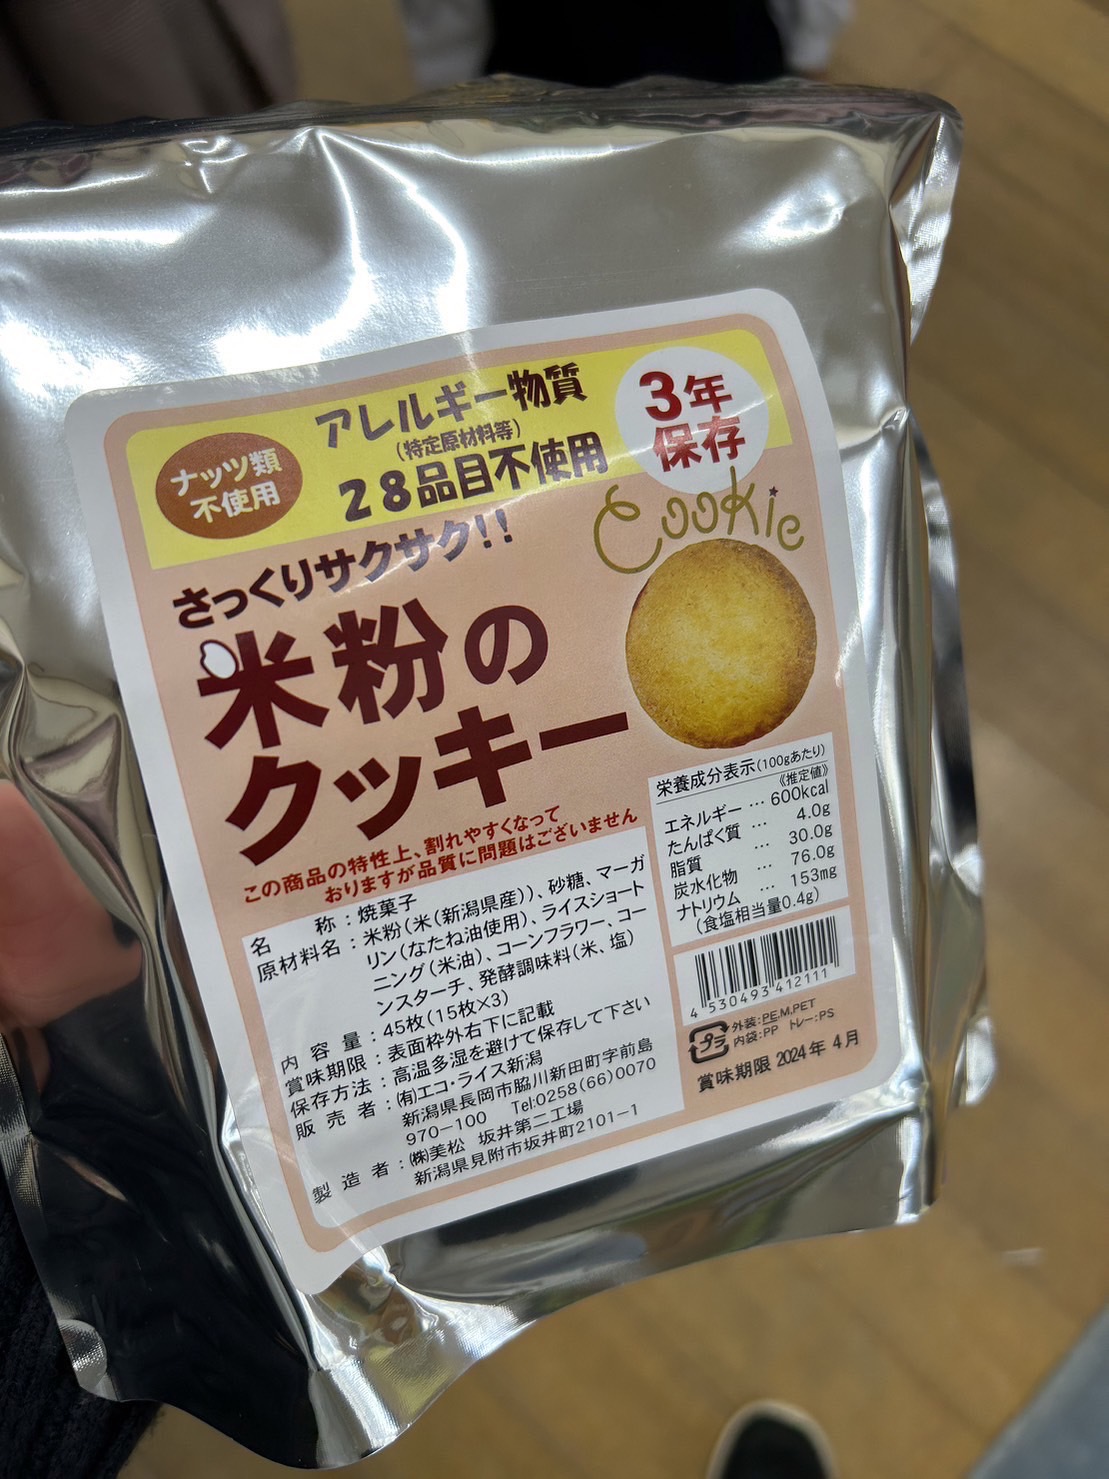 ナッツ類
不使用
アレルギー物質
(特定原材料等)
28品目不使用
3年
保存
Cookie
さっくりサクサク!!
米粉の
クッキー
この商品の特性上、割れやすくなって
おりますが品質に問題はございません
名 称:焼菓子
原材料名:米粉(米(新潟県産))、砂糖、マーガ
リン(なたね油使用)、ライスショート
ニング(米油)、コーンフラワー、コー
ンスターチ、発酵調味料(米、塩)
内 容 量:45枚(15枚×3)
賞味期限:表面枠外右下に記載
保存方法:高温多湿を避けて保存して下さい
販 売 者:(有)エコ・ライス新潟
新潟県長岡市脇川新田町字前島
970-100 Tel:0258(66)0070
製 造 者:(株)美松 坂井第二工場
新潟県見附市坂井町2101-1
栄養成分表示(100gあたり)
《推定値》
エネルギー … 600kcal
たんぱく質 … 4.0g
脂質 … 30.0g
炭水化物 … 76.0g
ナトリウム … 153mg
(食塩相当量0.4g)
4 530493 412111
プラ
外装:PE,M,PET
内袋:PP トレー:PS
賞味期限 2024年 4月